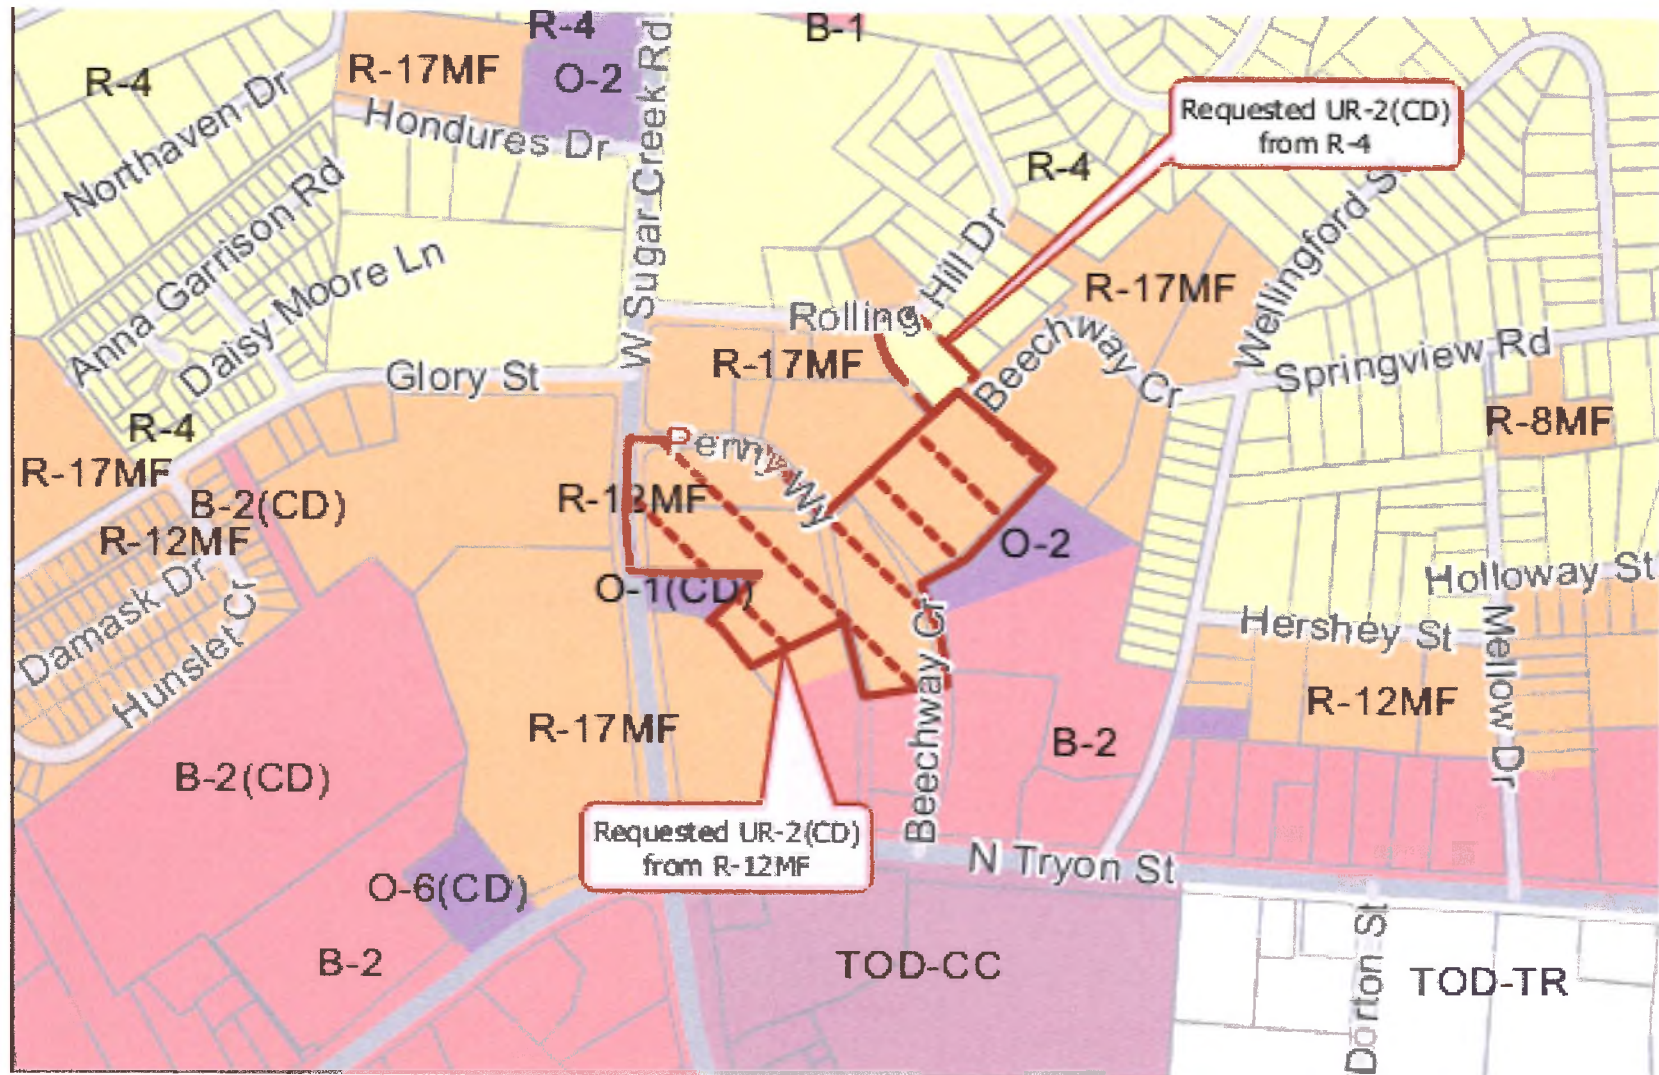 R-4
B-1
R-17MF
O-2
R-4
Hondures Dr
Northaven Dr
W Sugar Creek Rd
Requested UR-2(CD)
from R-4
R-4
Anna Garrison Rd
Daisy Moore Ln
Rolling Hill Dr
R-17MF
Wellingford St
Beechway Cr
Springview Rd
Glory St
R-17MF
R-4
R-8MF
R-17MF
Penny Wy
B-2(CD)
R-12MF
R-12MF
O-2
Damask Dr
Hunslet Cr
O-1(CD)
Holloway St
Hershey St
Mellow Dr
Beechway Cr
R-12MF
R-17MF
B-2
B-2(CD)
Requested UR-2(CD)
from R-12MF
N Tryon St
O-6(CD)
B-2
TOD-CC
Dorton St
TOD-TR